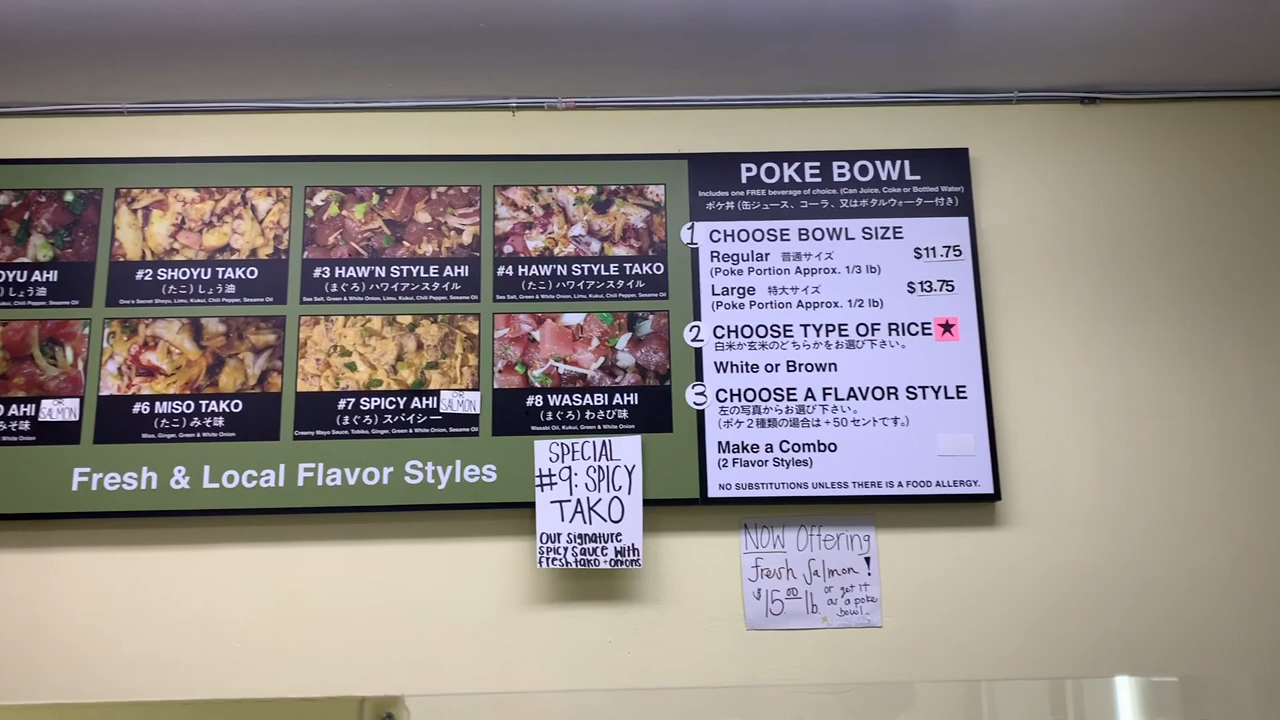 OYU AHI
) しょう油
#2 SHOYU TAKO
(たこ) しょう油
One's Secret Shoyu, Limu, Kukui, Chili Pepper, Sesame Oil
#3 HAW'N STYLE AHI
(まぐろ) ハワイアンスタイル
Sea Salt, Green & White Onion, Limu, Kukui, Chili Pepper, Sesame Oil
#4 HAW'N STYLE TAKO
(たこ) ハワイアンスタイル
Sea Salt, Green & White Onion, Limu, Kukui, Chili Pepper, Sesame Oil
O AHI
OR
SALMON
みそ味
#6 MISO TAKO
(たこ) みそ味
Miso, Ginger, Green & White Onion
#7 SPICY AHI
OR
SALMON
(まぐろ) スパイシー
Creamy Mayo Sauce, Tobiko, Ginger, Green & White Onion, Sesame Oil
#8 WASABI AHI
(まぐろ) わさび味
Wasabi Oil, Kukui, Green & White Onion
Fresh & Local Flavor Styles
SPECIAL
#9: SPICY
TAKO
Our signature
spicy sauce with
fresh tako + onions
POKE BOWL
Includes one FREE beverage of choice. (Can Juice, Coke or Bottled Water)
ポケ丼 (缶ジュース、コーラ、又はボタルウォーター付き)
1 CHOOSE BOWL SIZE
Regular 普通サイズ $11.75
(Poke Portion Approx. 1/3 lb)
Large 特大サイズ $13.75
(Poke Portion Approx. 1/2 lb)
2 CHOOSE TYPE OF RICE ★
白米か玄米のどちらかをお選び下さい。
White or Brown
3 CHOOSE A FLAVOR STYLE
左の写真からお選び下さい。
(ポケ2種類の場合は+50セントです。)
Make a Combo
(2 Flavor Styles)
NO SUBSTITUTIONS UNLESS THERE IS A FOOD ALLERGY.
NOW Offering
fresh Salmon!
$15.00 lb. or get it
as a poke
bowl